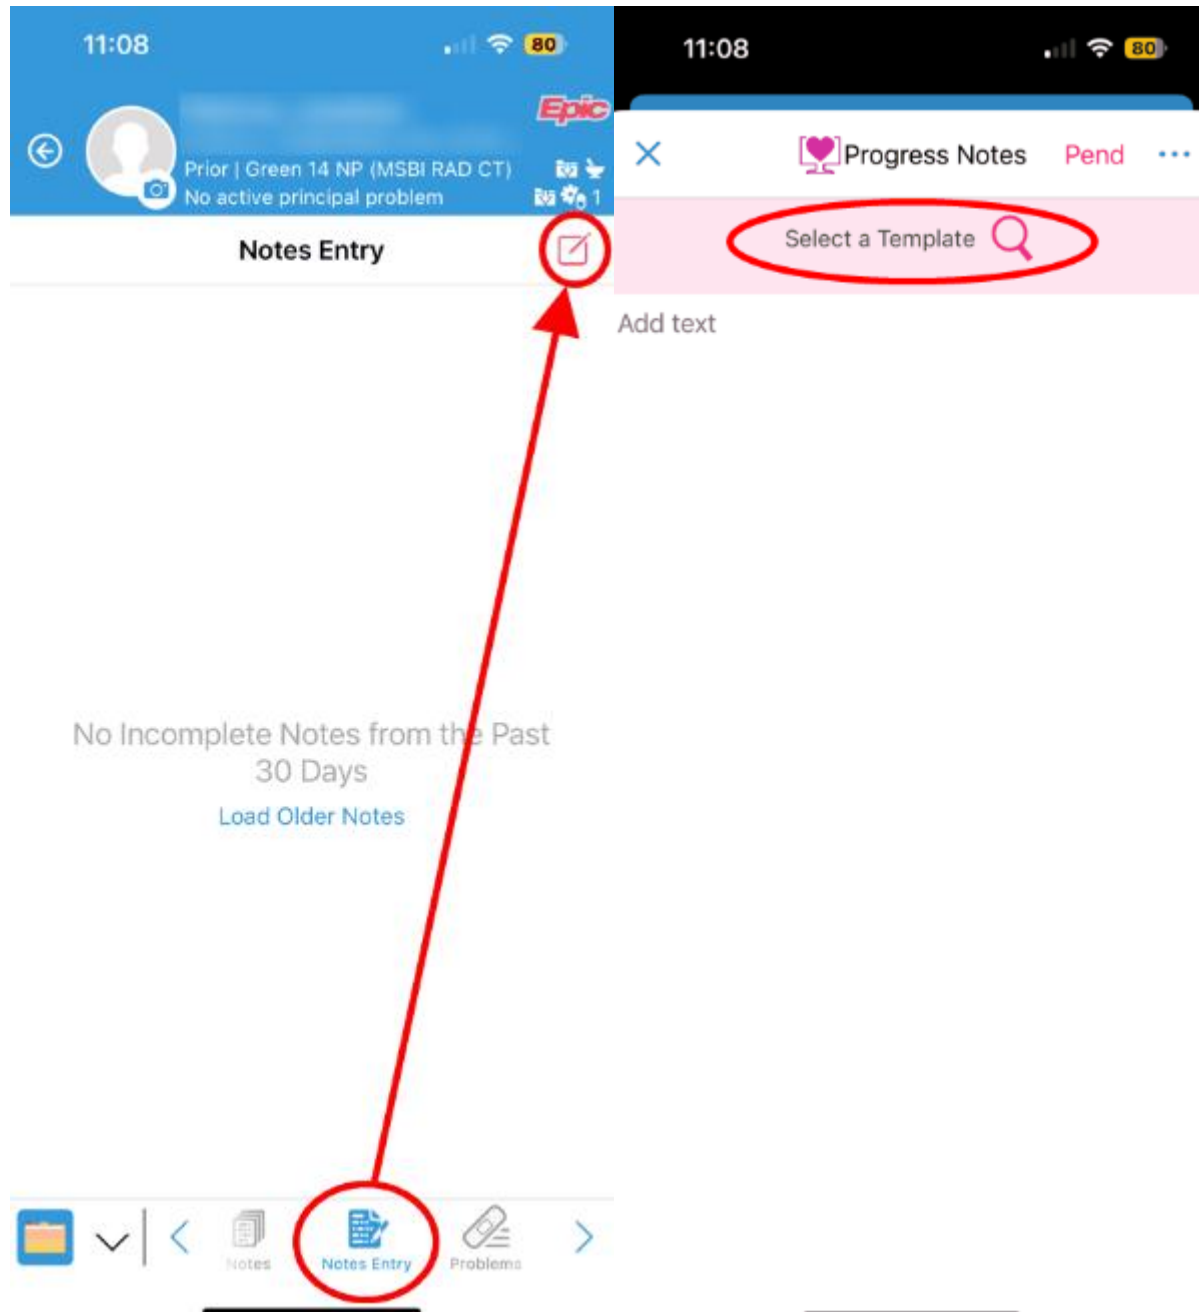 11:08
80
Epic
Prior | Green 14 NP (MSBI RAD CT)
No active principal problem
1
Notes Entry
No Incomplete Notes from the Past
30 Days
Load Older Notes
Notes
Notes Entry
Problems
11:08
80
Progress Notes
Pend
Select a Template
Add text